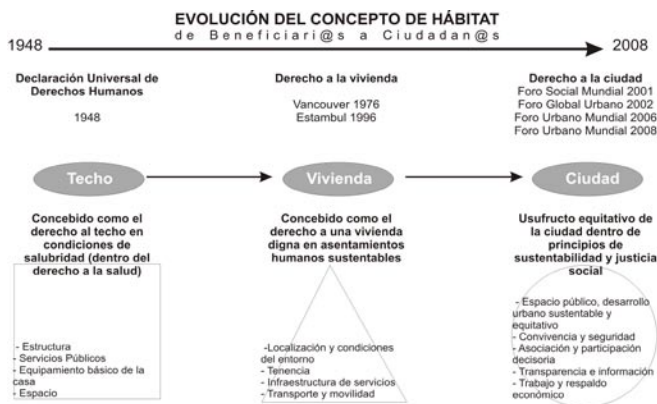 EVOLUCIÓN DEL CONCEPTO DE HÁBITAT
de Beneficiari@s a Ciudadan@s
1948
2008
Declaración Universal de
Derechos Humanos
1948
Derecho a la vivienda
Vancouver 1976
Estambul 1996
Derecho a la ciudad
Foro Social Mundial 2001
Foro Global Urbano 2002
Foro Urbano Mundial 2006
Foro Urbano Mundial 2008
Techo
Vivienda
Ciudad
Concebido como el
derecho al techo en
condiciones de
salubridad (dentro del
derecho a la salud)
Concebido como el
derecho a una vivienda
digna en asentamientos
humanos sustentables
Usufructo equitativo de
la ciudad dentro de
principios de
sustentabilidad y justicia
social
- Estructura
- Servicios Públicos
- Equipamiento básico de la
casa
- Espacio
-Localización y condiciones
del entorno
- Tenencia
- Infraestructura de servicios
- Transporte y movilidad
- Espacio público, desarrollo
urbano sustentable y
equitativo
- Convivencia y seguridad
- Asociación y participación
decisoria
- Transparencia e información
- Trabajo y respaldo
económico